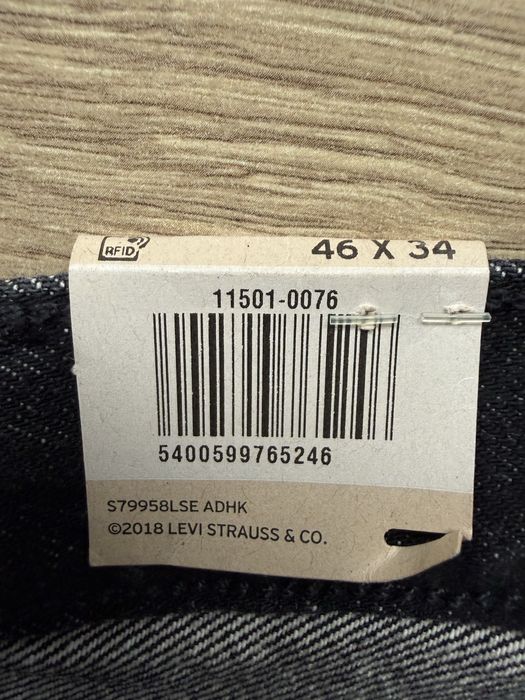 RFID
46 X 34
11501-0076
5400599765246
S79958LSE ADHK
©2018 LEVI STRAUSS & CO.